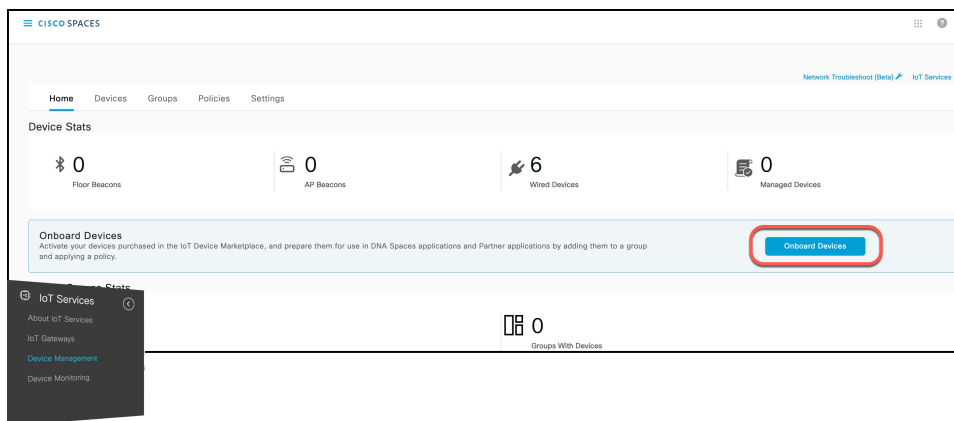 CISCO SPACES
Network Troubleshoot (Beta) IoT Services
Home Devices Groups Policies Settings
Device Stats
0
Floor Beacons
0
AP Beacons
6
Wired Devices
0
Managed Devices
Onboard Devices
Activate your devices purchased in the IoT Device Marketplace, and prepare them for use in DNA Spaces applications and Partner applications by adding them to a group
and applying a policy.
Onboard Devices
Stats
0
Groups With Devices
IoT Services
About IoT Services
IoT Gateways
Device Management
Device Monitoring